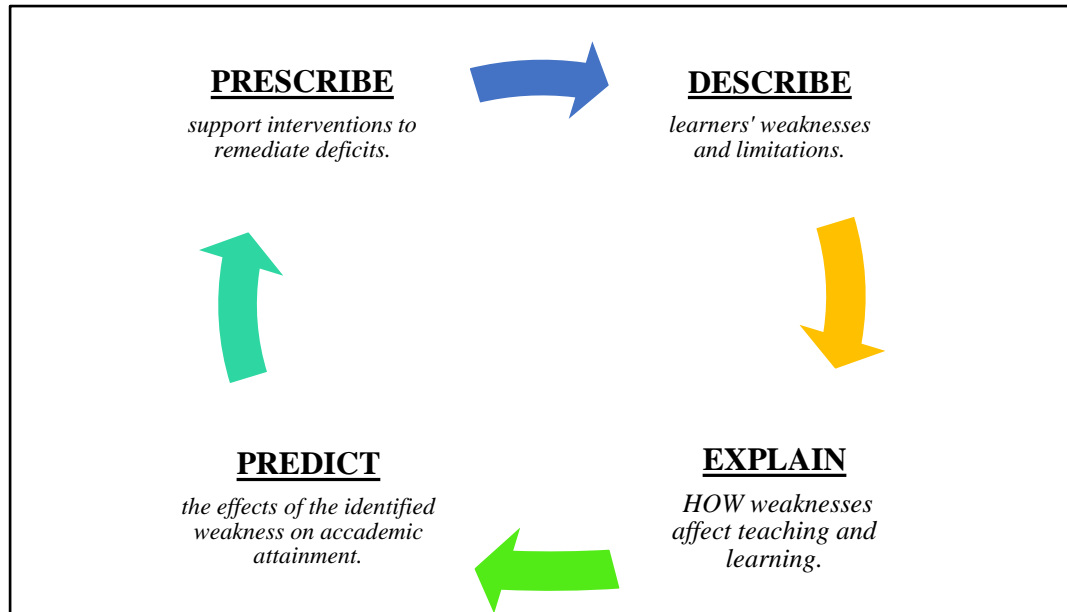 PRESCRIBE
support interventions to
remediate deficits.
DESCRIBE
learners' weaknesses
and limitations.
EXPLAIN
HOW weaknesses
affect teaching and
learning.
PREDICT
the effects of the identified
weakness on accademic
attainment.